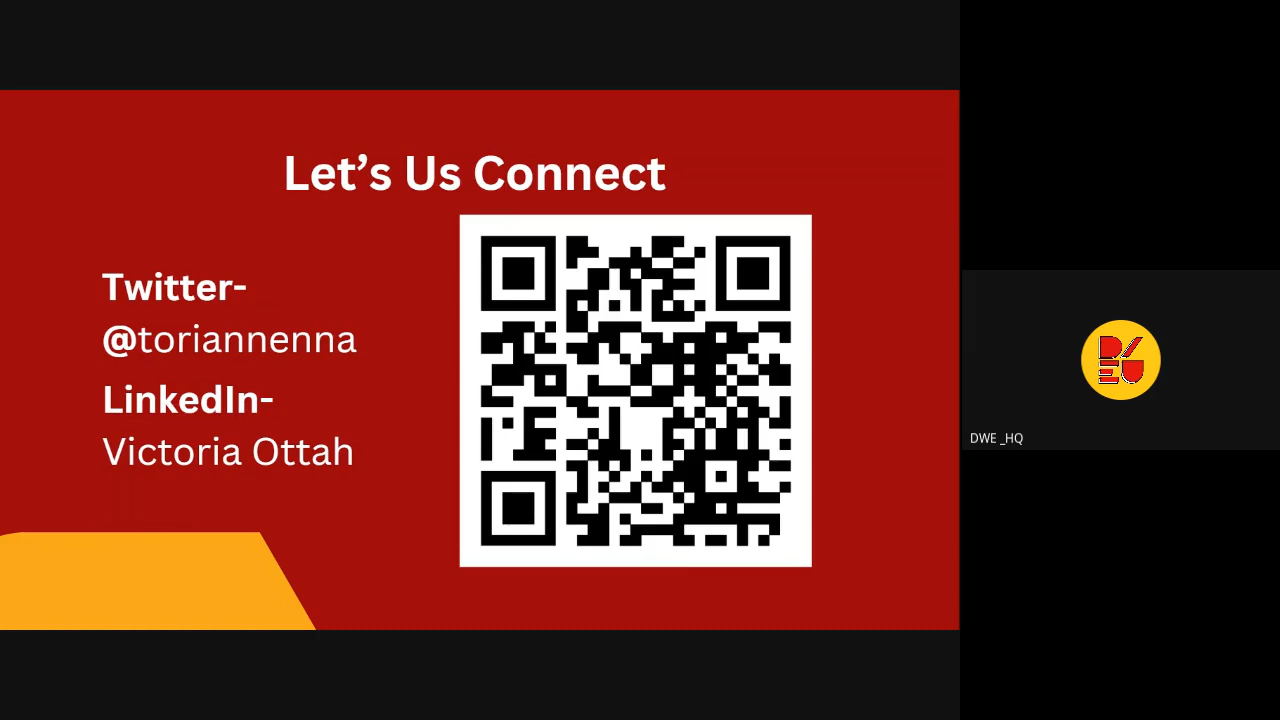 Let's Us Connect
Twitter-
@toriannenna
LinkedIn-
Victoria Ottah
DWE _HQ